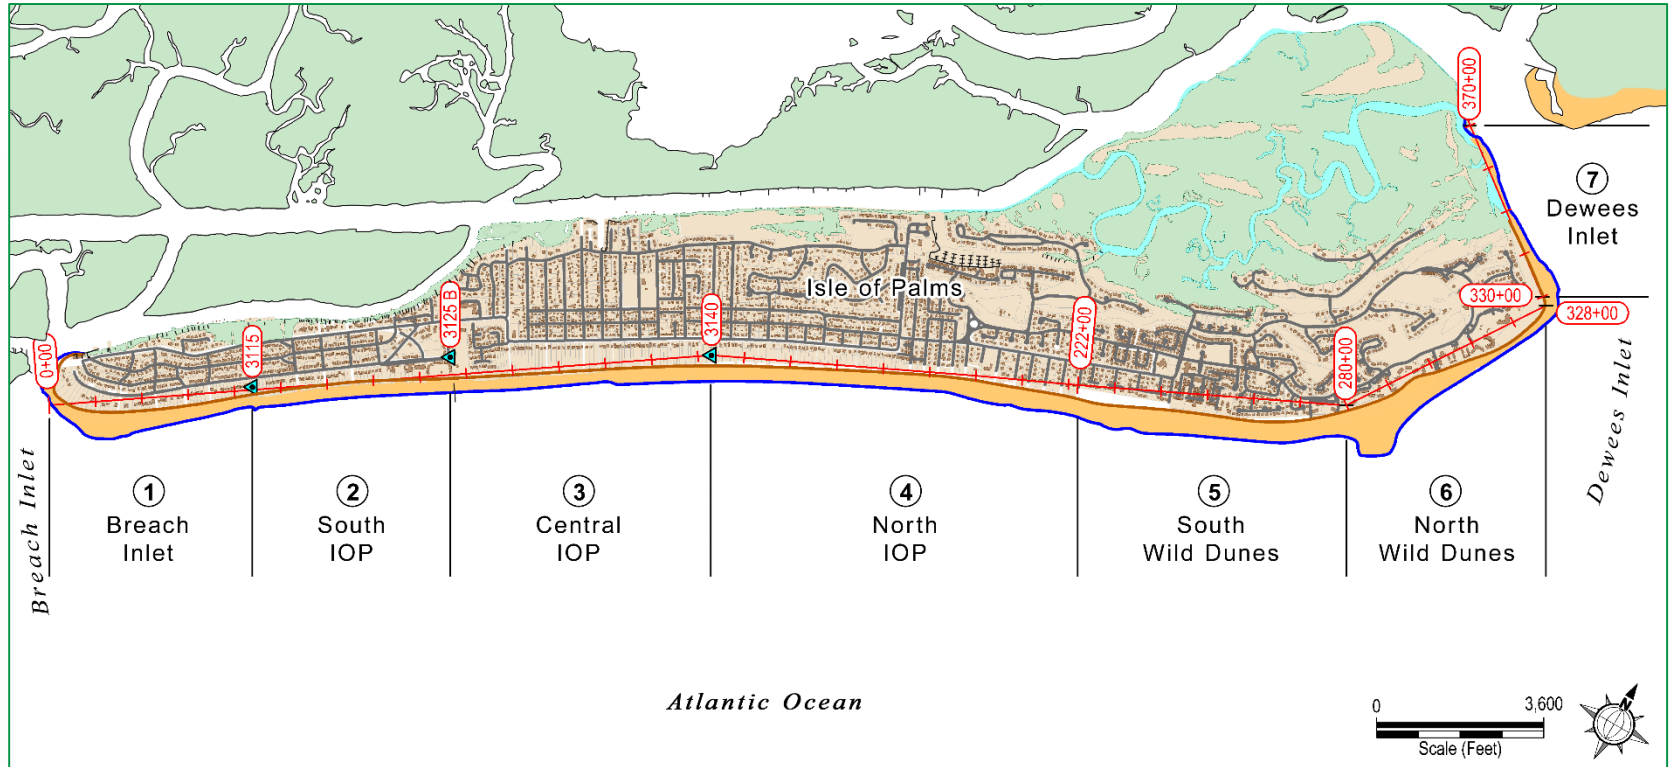 370+00
7
Dewees
Inlet
Isle of Palms
330+00
328+00
0+00
3115
3125 B
3140
222+00
280+00
Breach Inlet
1
Breach
Inlet
2
South
IOP
3
Central
IOP
4
North
IOP
5
South
Wild Dunes
6
North
Wild Dunes
Dewees Inlet
Atlantic Ocean
0
3,600
Scale (Feet)
N